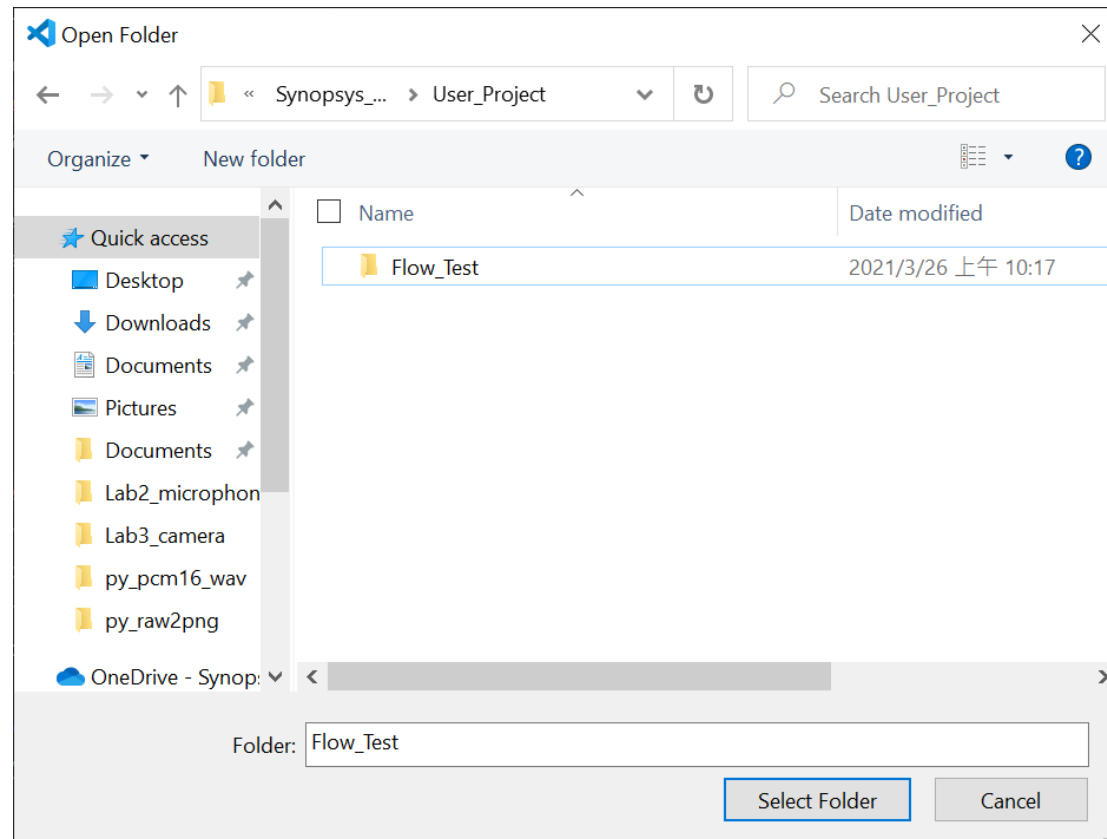 Open Folder
« Synopsys_... > User_Project
Search User_Project
Organize
New folder
?
Name
Date modified
Quick access
Desktop
Downloads
Documents
Pictures
Documents
Lab2_microphon
Lab3_camera
py_pcm16_wav
py_raw2png
OneDrive - Synop
Flow_Test
2021/3/26 上午 10:17
Folder:
Flow_Test
Select Folder
Cancel